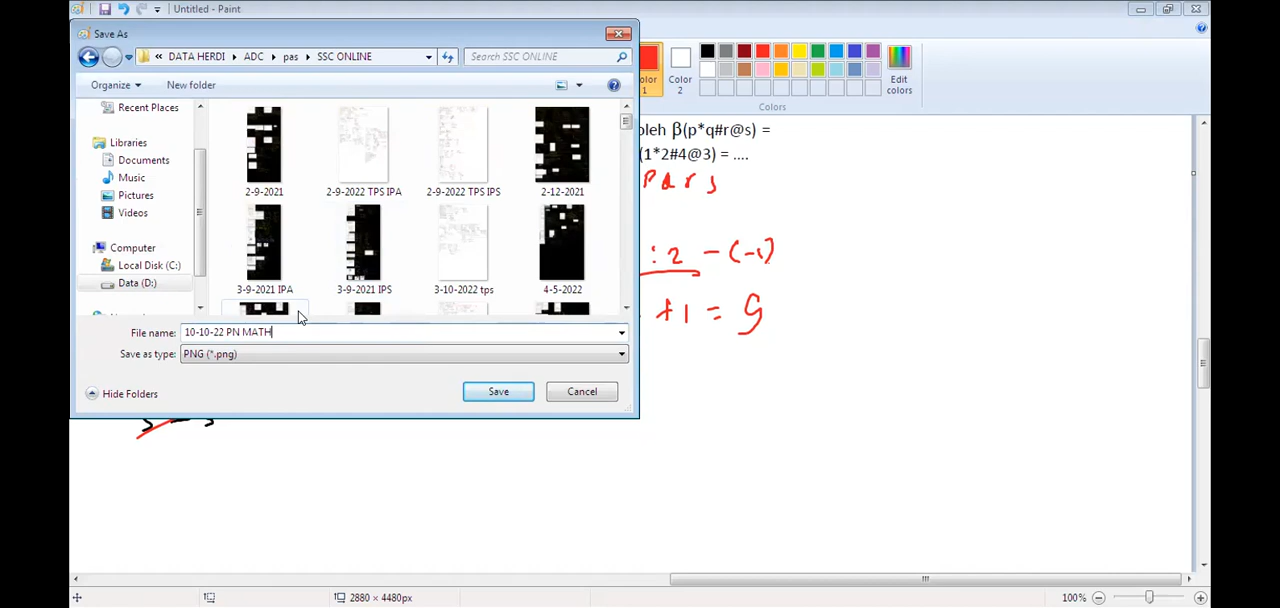 Untitled - Paint
Save As
« DATA HERDI ADC pas SSC ONLINE
Search SSC ONLINE
Organize
New folder
Color 1
Color 2
Edit colors
Colors
Recent Places
Libraries
Documents
Music
Pictures
Videos
Computer
Local Disk (C:)
Data (D:)
2-9-2021
2-9-2022 TPS IPA
2-9-2022 TPS IPS
2-12-2021
3-9-2021 IPA
3-9-2021 IPS
3-10-2022 tps
4-5-2022
File name: 10-10-22 PN MATH
Save as type: PNG (*.png)
Hide Folders
Save
Cancel
oleh β(p*q#r@s) =
(1*2#4@3) = ....
: 2 - (-1)
+1 = 9
2880 × 4480px
100%